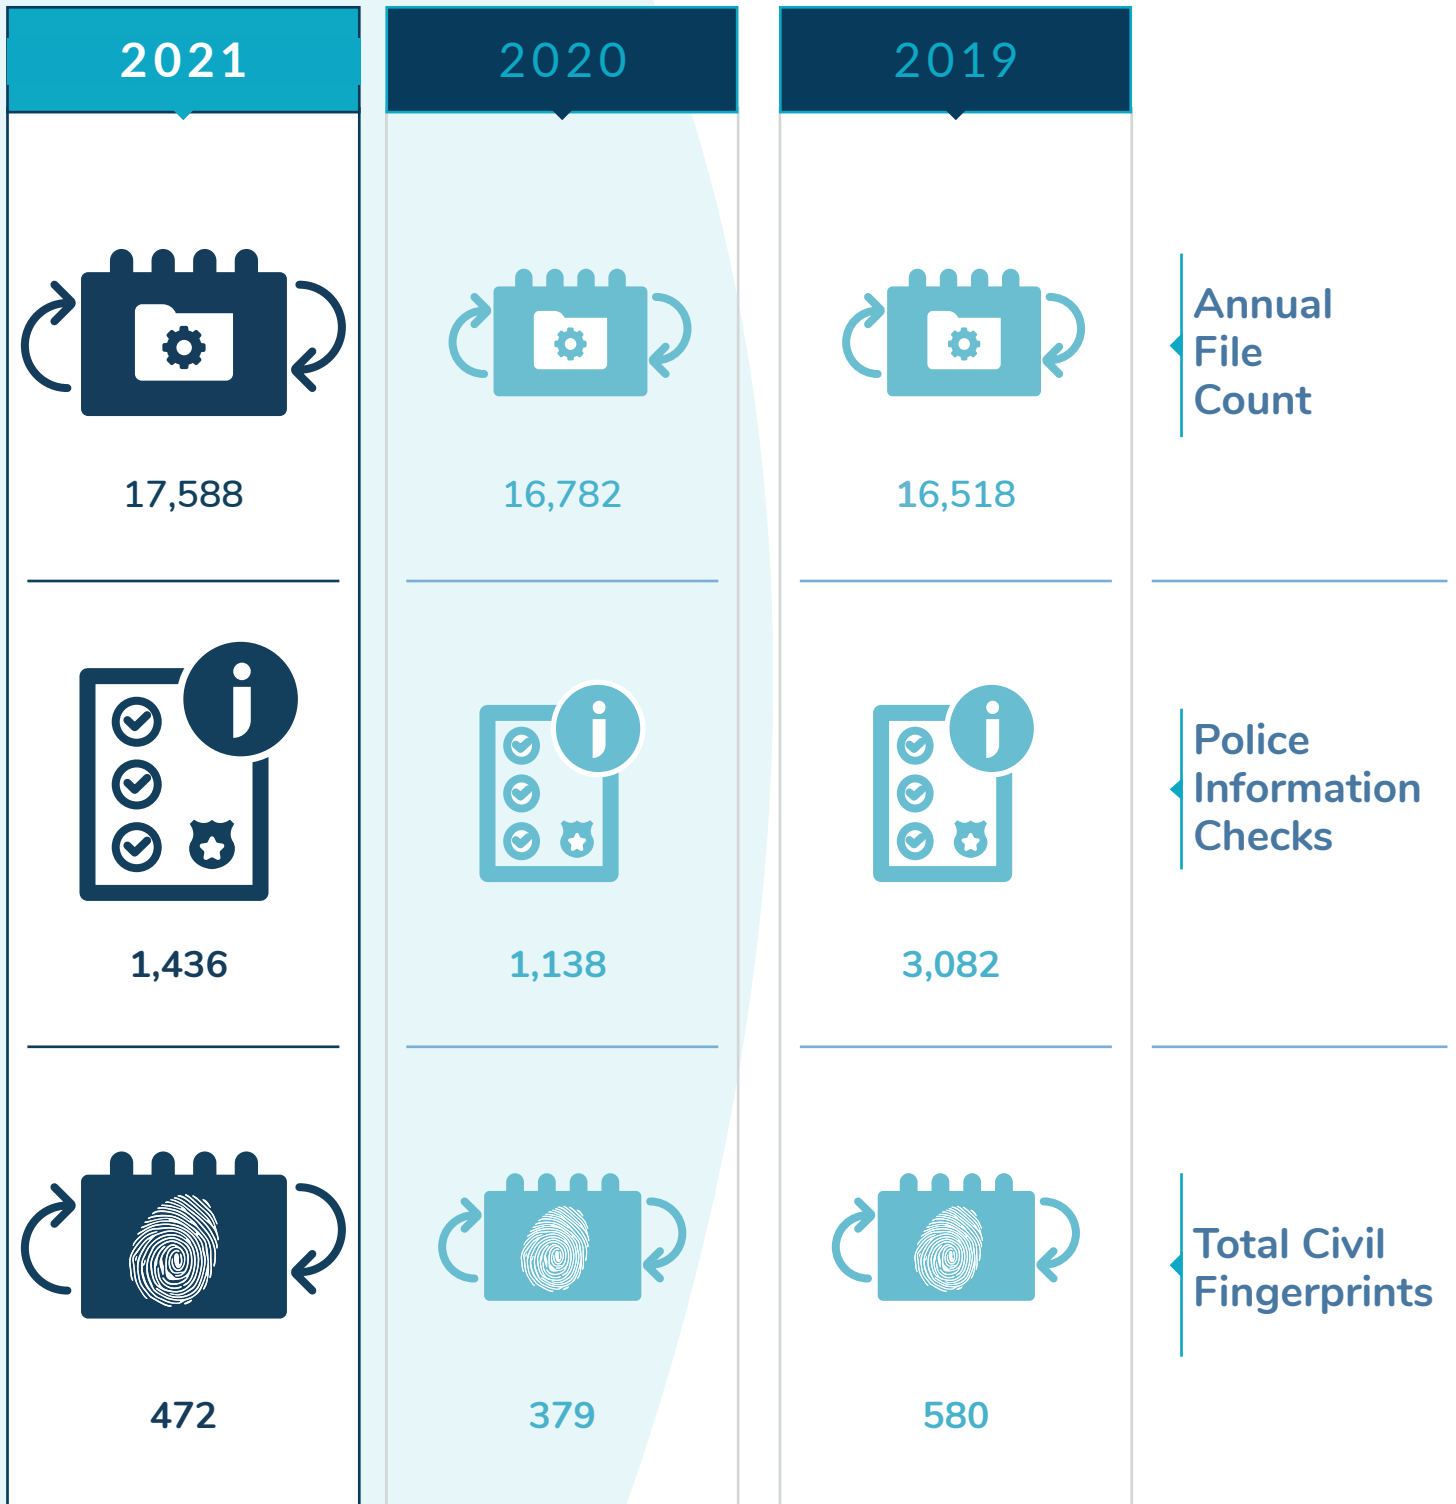 2021
2020
2019
17,588
16,782
16,518
Annual
File
Count
1,436
1,138
3,082
Police
Information
Checks
472
379
580
Total Civil
Fingerprints